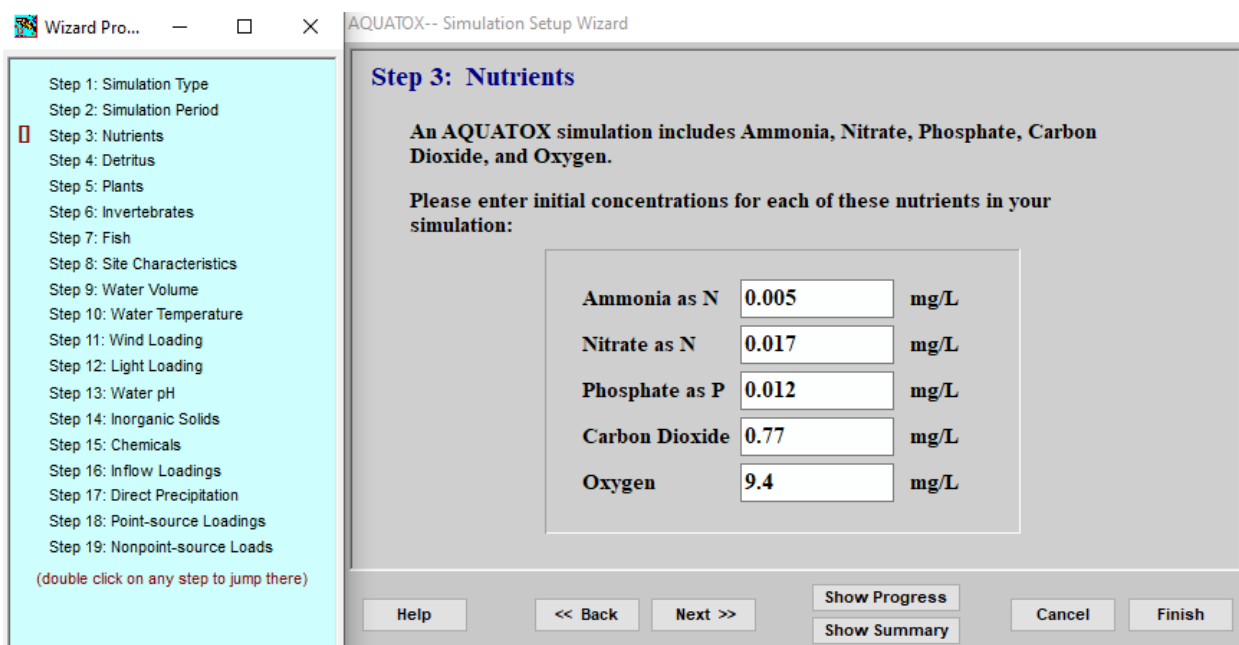 Wizard Pro...
Step 1: Simulation Type
Step 2: Simulation Period
Step 3: Nutrients
Step 4: Detritus
Step 5: Plants
Step 6: Invertebrates
Step 7: Fish
Step 8: Site Characteristics
Step 9: Water Volume
Step 10: Water Temperature
Step 11: Wind Loading
Step 12: Light Loading
Step 13: Water pH
Step 14: Inorganic Solids
Step 15: Chemicals
Step 16: Inflow Loadings
Step 17: Direct Precipitation
Step 18: Point-source Loadings
Step 19: Nonpoint-source Loads
(double click on any step to jump there)
AQUATOX-- Simulation Setup Wizard
Step 3: Nutrients
An AQUATOX simulation includes Ammonia, Nitrate, Phosphate, Carbon
Dioxide, and Oxygen.
Please enter initial concentrations for each of these nutrients in your
simulation:
Ammonia as N 0.005 mg/L
Nitrate as N 0.017 mg/L
Phosphate as P 0.012 mg/L
Carbon Dioxide 0.77 mg/L
Oxygen 9.4 mg/L
Help << Back Next >> Show Progress Cancel Finish
Show Summary